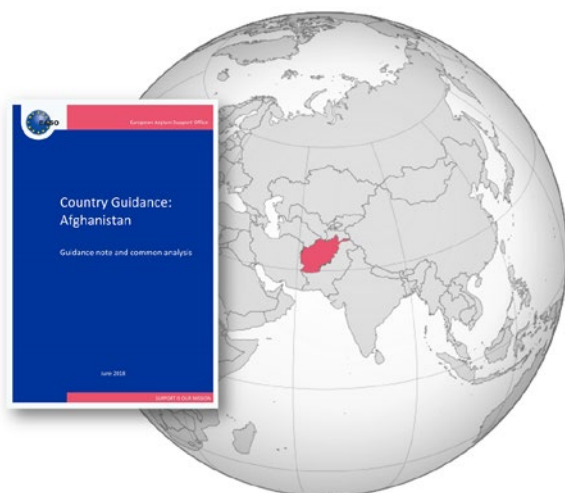 EASO
European Asylum Support Office
Country Guidance:
Afghanistan
Guidance note and common analysis
June 2018
SUPPORT IS OUR MISSION